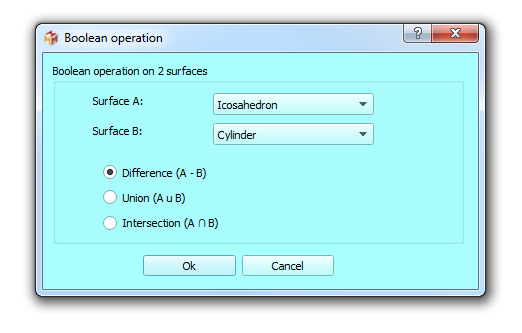 Boolean operation
?
Boolean operation on 2 surfaces
Surface A: Icosahedron
Surface B: Cylinder
Difference (A - B)
Union (A u B)
Intersection (A ∩ B)
Ok Cancel